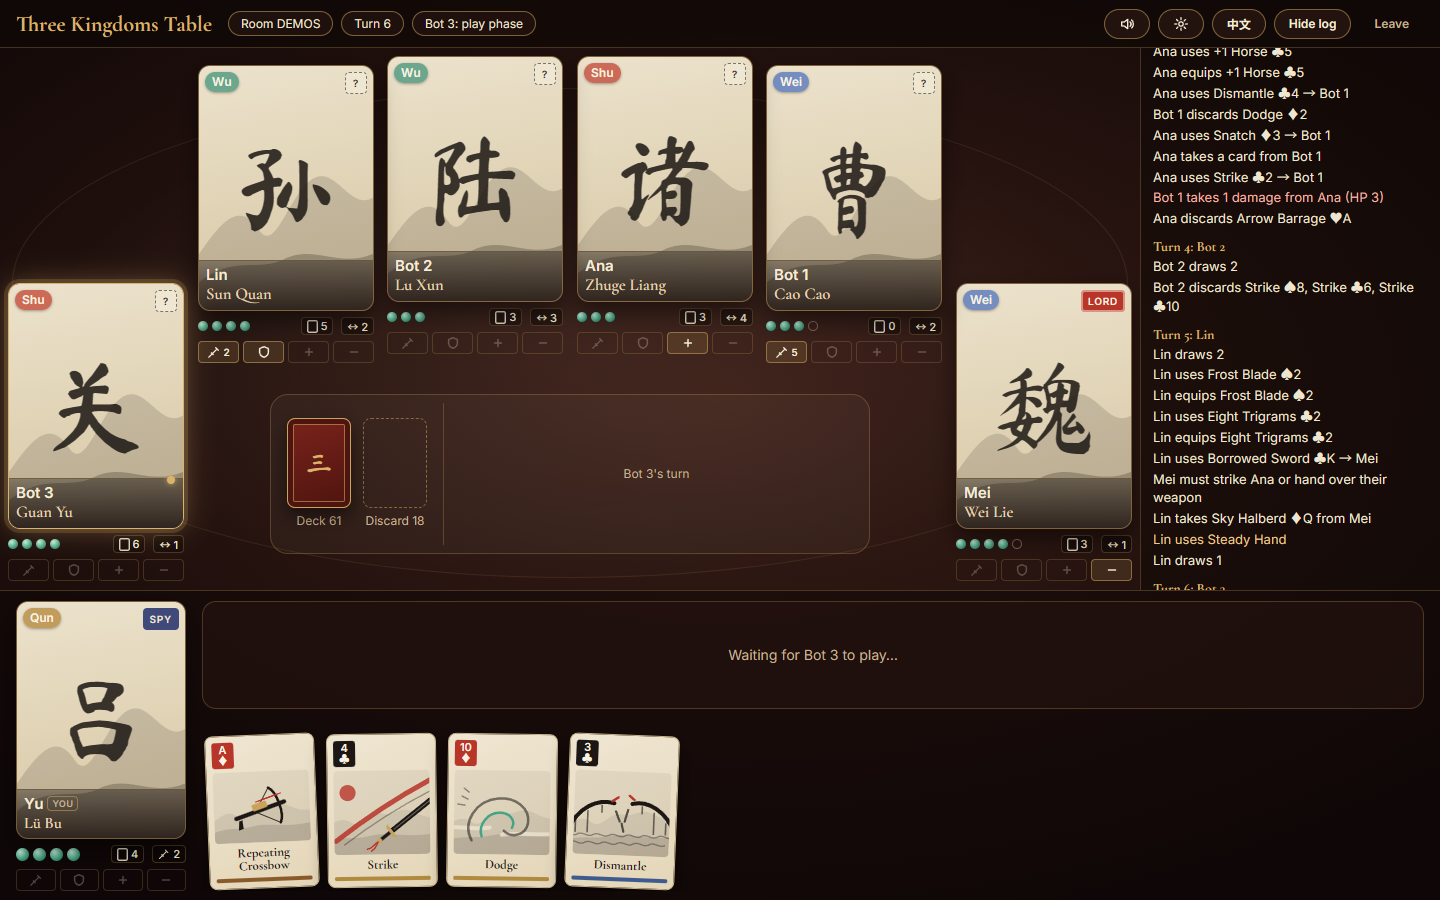 Three Kingdoms Table
Room DEMOS
Turn 6
Bot 3: play phase
中文
Hide log
Leave
Wu
?
孙
Lin
Sun Quan
5
2
2
Wu
?
陆
Bot 2
Lu Xun
3
3
Shu
?
诸
Ana
Zhuge Liang
3
4
Wei
?
曹
Bot 1
Cao Cao
0
2
5
Shu
?
关
Bot 3
Guan Yu
6
1
Wei
LORD
魏
Mei
Wei Lie
3
1
三
Deck 61
Discard 18
Bot 3's turn
Ana uses +1 Horse ♣5
Ana equips +1 Horse ♣5
Ana uses Dismantle ♣4 → Bot 1
Bot 1 discards Dodge ♦2
Ana uses Snatch ♦3 → Bot 1
Ana takes a card from Bot 1
Ana uses Strike ♣2 → Bot 1
Bot 1 takes 1 damage from Ana (HP 3)
Ana discards Arrow Barrage ♥A
Turn 4: Bot 2
Bot 2 draws 2
Bot 2 discards Strike ♠8, Strike ♣6, Strike
♣10
Turn 5: Lin
Lin draws 2
Lin uses Frost Blade ♠2
Lin equips Frost Blade ♠2
Lin uses Eight Trigrams ♣2
Lin equips Eight Trigrams ♣2
Lin uses Borrowed Sword ♣K → Mei
Mei must strike Ana or hand over their
weapon
Lin takes Sky Halberd ♦Q from Mei
Lin uses Steady Hand
Lin draws 1
Qun
SPY
吕
Yu YOU
Lü Bu
4
2
Waiting for Bot 3 to play...
A
♦
Repeating
Crossbow
4
♣
Strike
10
♦
Dodge
3
♣
Dismantle